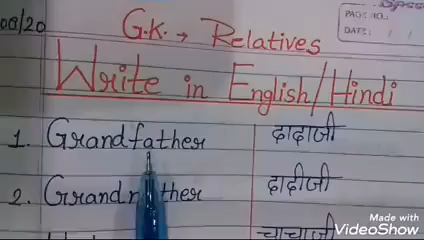 G.K. → Relatives
PAGE NO.:
DATE: / /
Write in English/Hindi
1. Grandfather दादाजी
2. दादीजी
चाचाजी
Made with
VideoShow